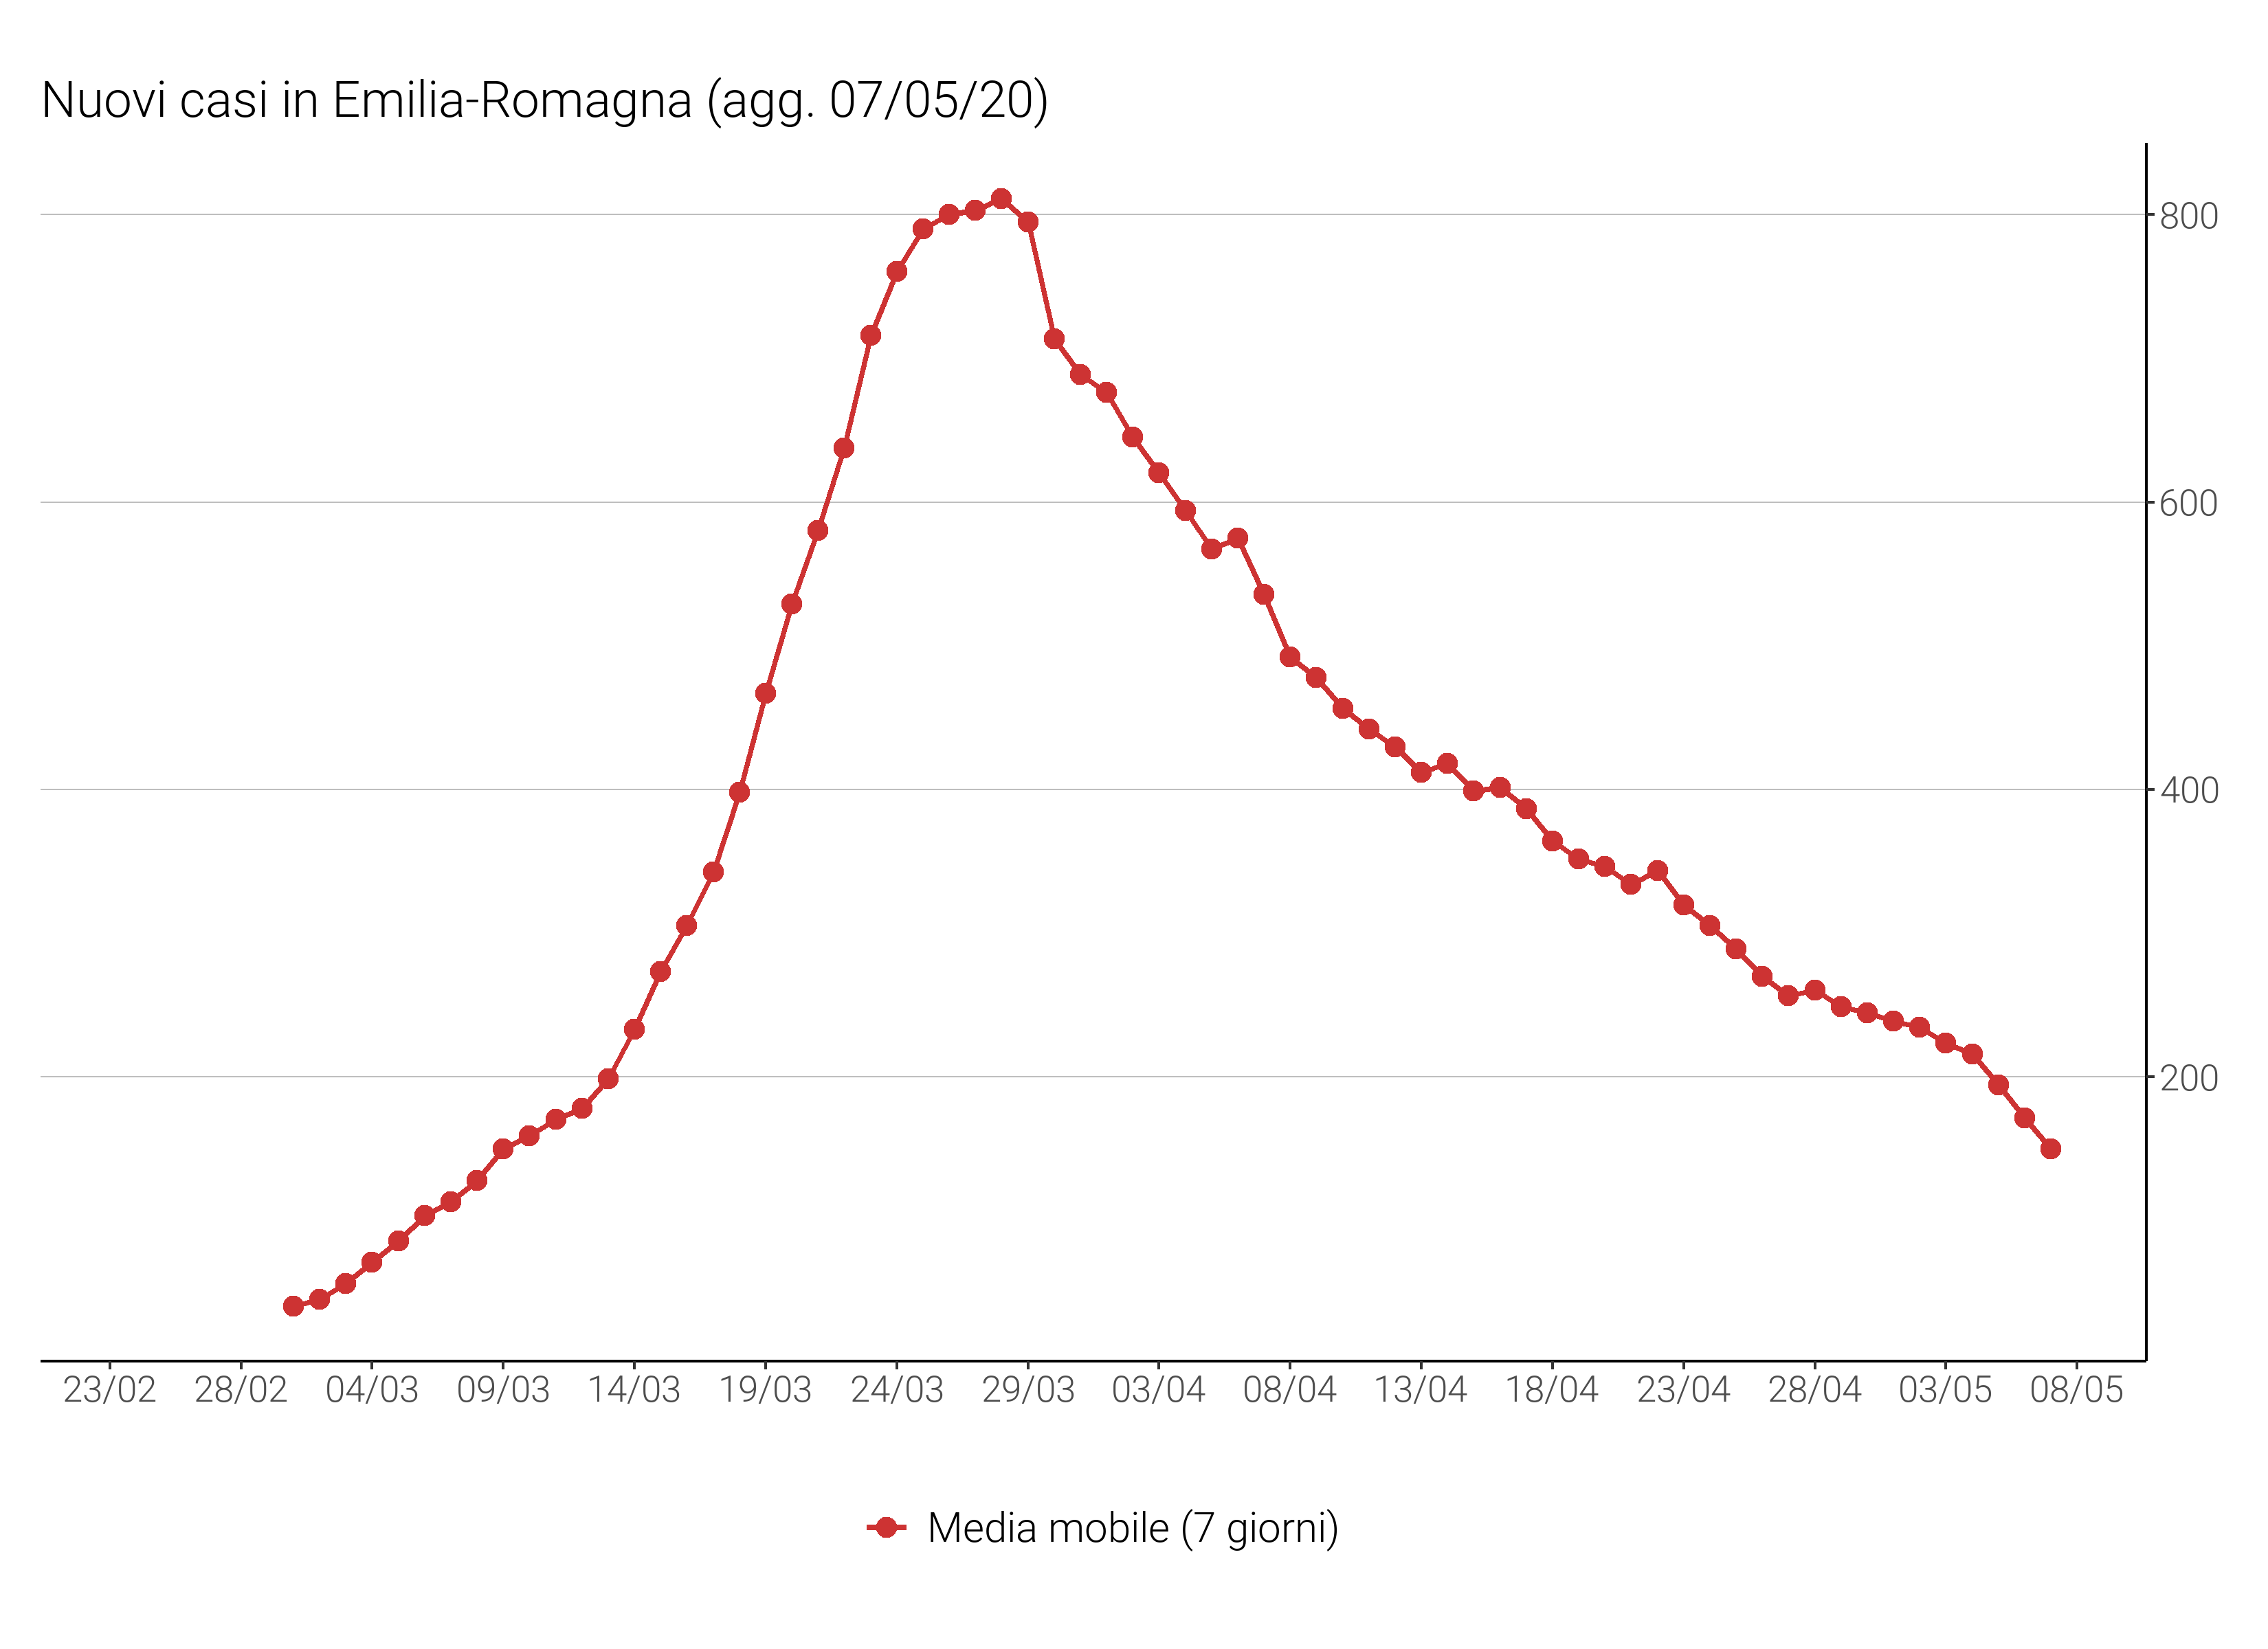 Nuovi casi in Emilia-Romagna (agg. 07/05/20)
800
600
400
200
23/02 28/02 04/03 09/03 14/03 19/03 24/03 29/03 03/04 08/04 13/04 18/04 23/04 28/04 03/05 08/05
Media mobile (7 giorni)